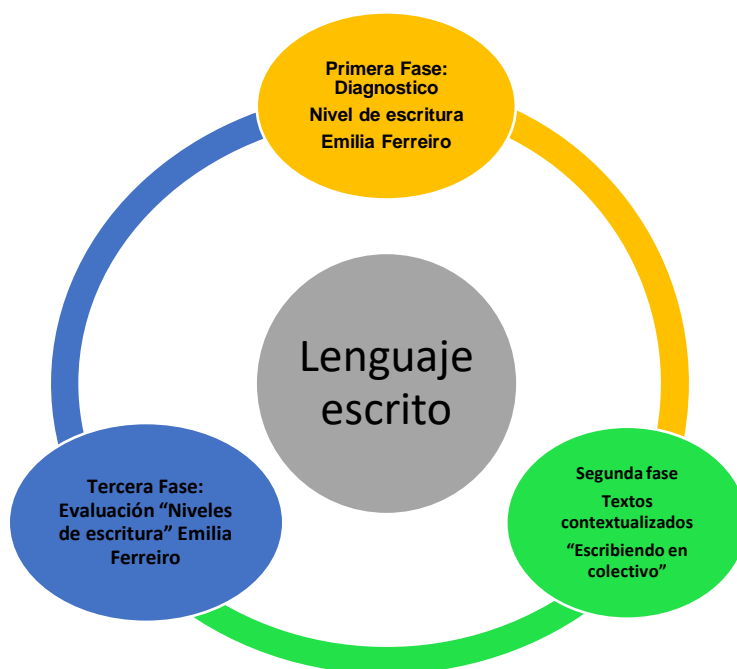 Primera Fase:
Diagnostico
Nivel de escritura
Emilia Ferreiro
Lenguaje
escrito
Segunda fase
Textos
contextualizados
“Escribiendo en
colectivo”
Tercera Fase:
Evaluación “Niveles
de escritura” Emilia
Ferreiro